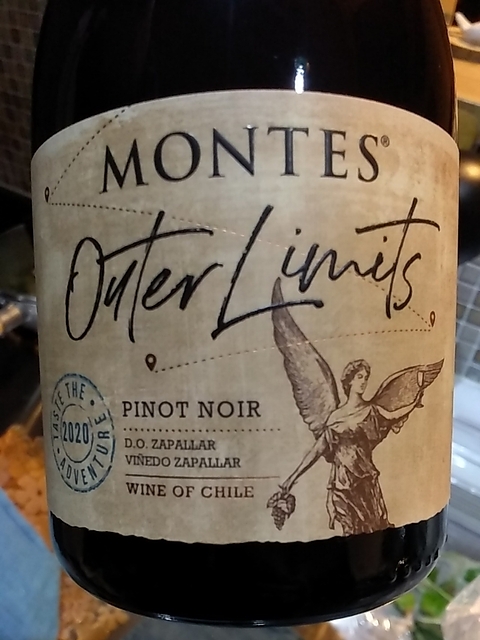 MONTES®
Outer Limits
TASTE THE
2020
ADVENTURE
PINOT NOIR
D.O. ZAPALLAR
VIÑEDO ZAPALLAR
WINE OF CHILE